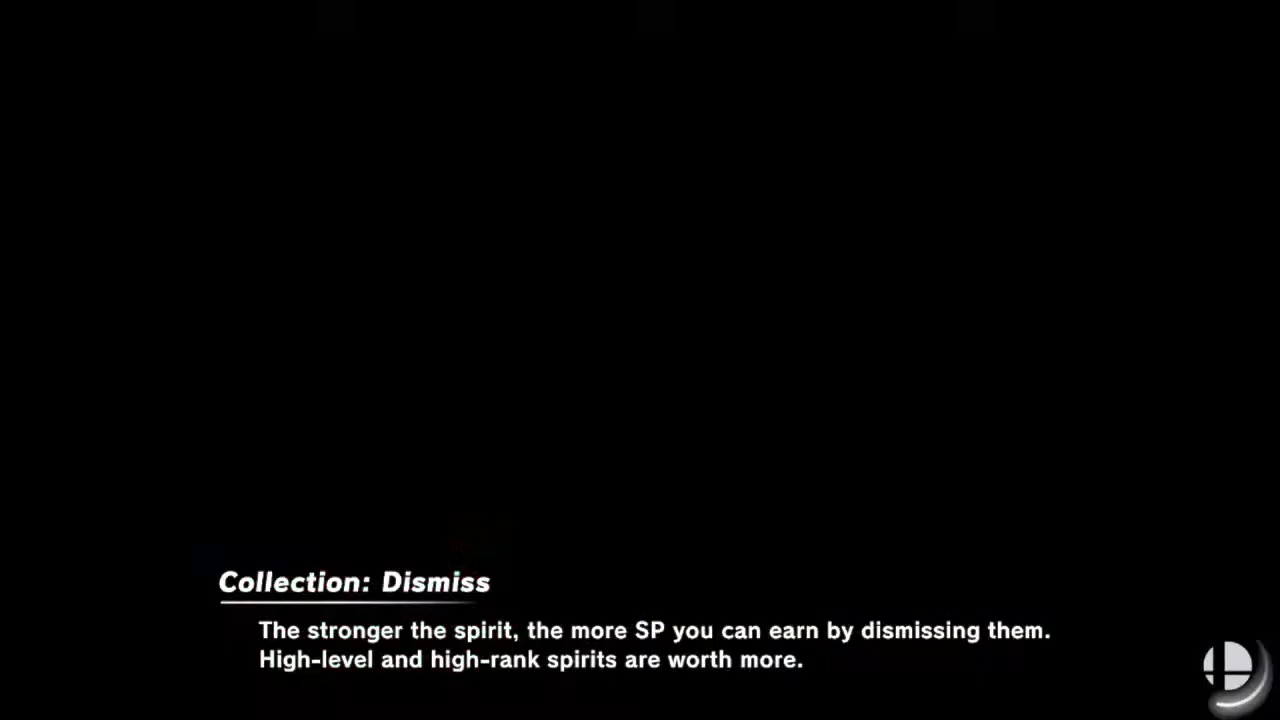 Collection: Dismiss
The stronger the spirit, the more SP you can earn by dismissing them.
High-level and high-rank spirits are worth more.